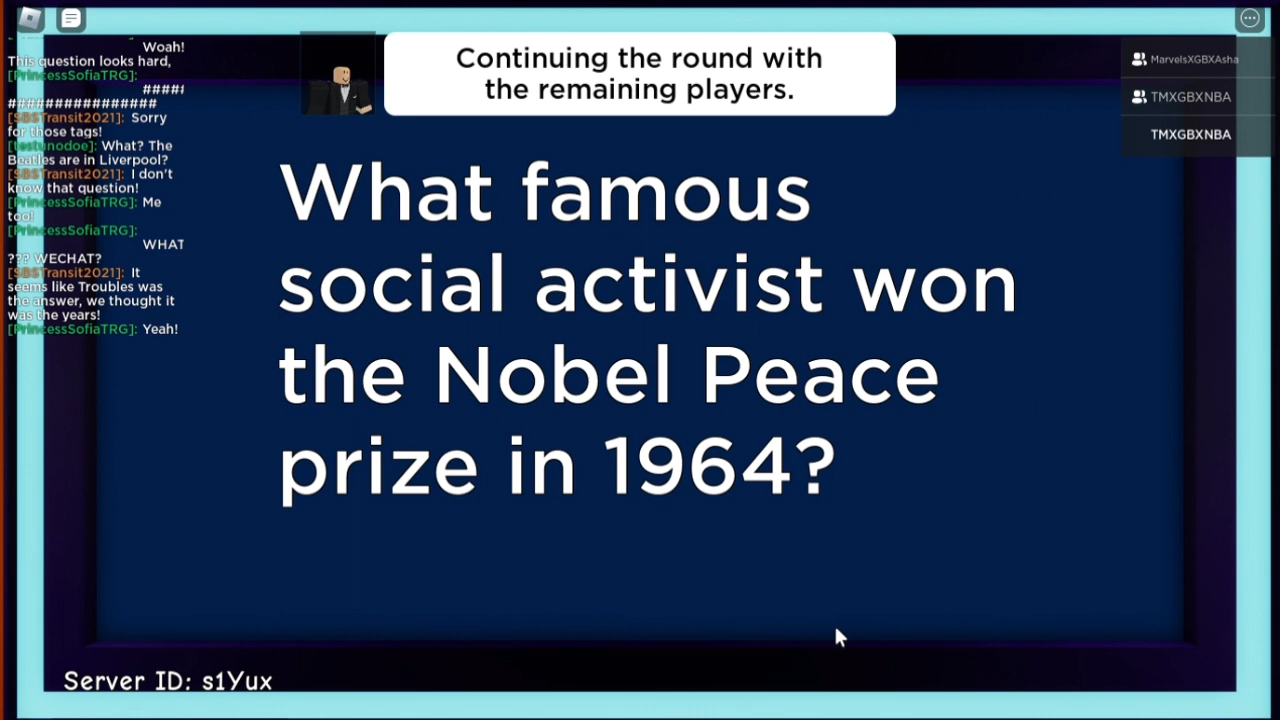 Woah!
This question looks hard,
[PrincessSofiaTRG]:
####
################
[SBSTransit2021]: Sorry
for those tags!
[testunodoe]: What? The
Beatles are in Liverpool?
[SBSTransit2021]: I don't
know that question!
[PrincessSofiaTRG]: Me
too!
[PrincessSofiaTRG]:
WHAT
??? WECHAT?
[SBSTransit2021]: It
seems like Troubles was
the answer, we thought it
was the years!
[PrincessSofiaTRG]: Yeah!
Continuing the round with
the remaining players.
MarvelsXGBXAsha
TMXGBXNBA
TMXGBXNBA
What famous
social activist won
the Nobel Peace
prize in 1964?
Server ID: s1Yux